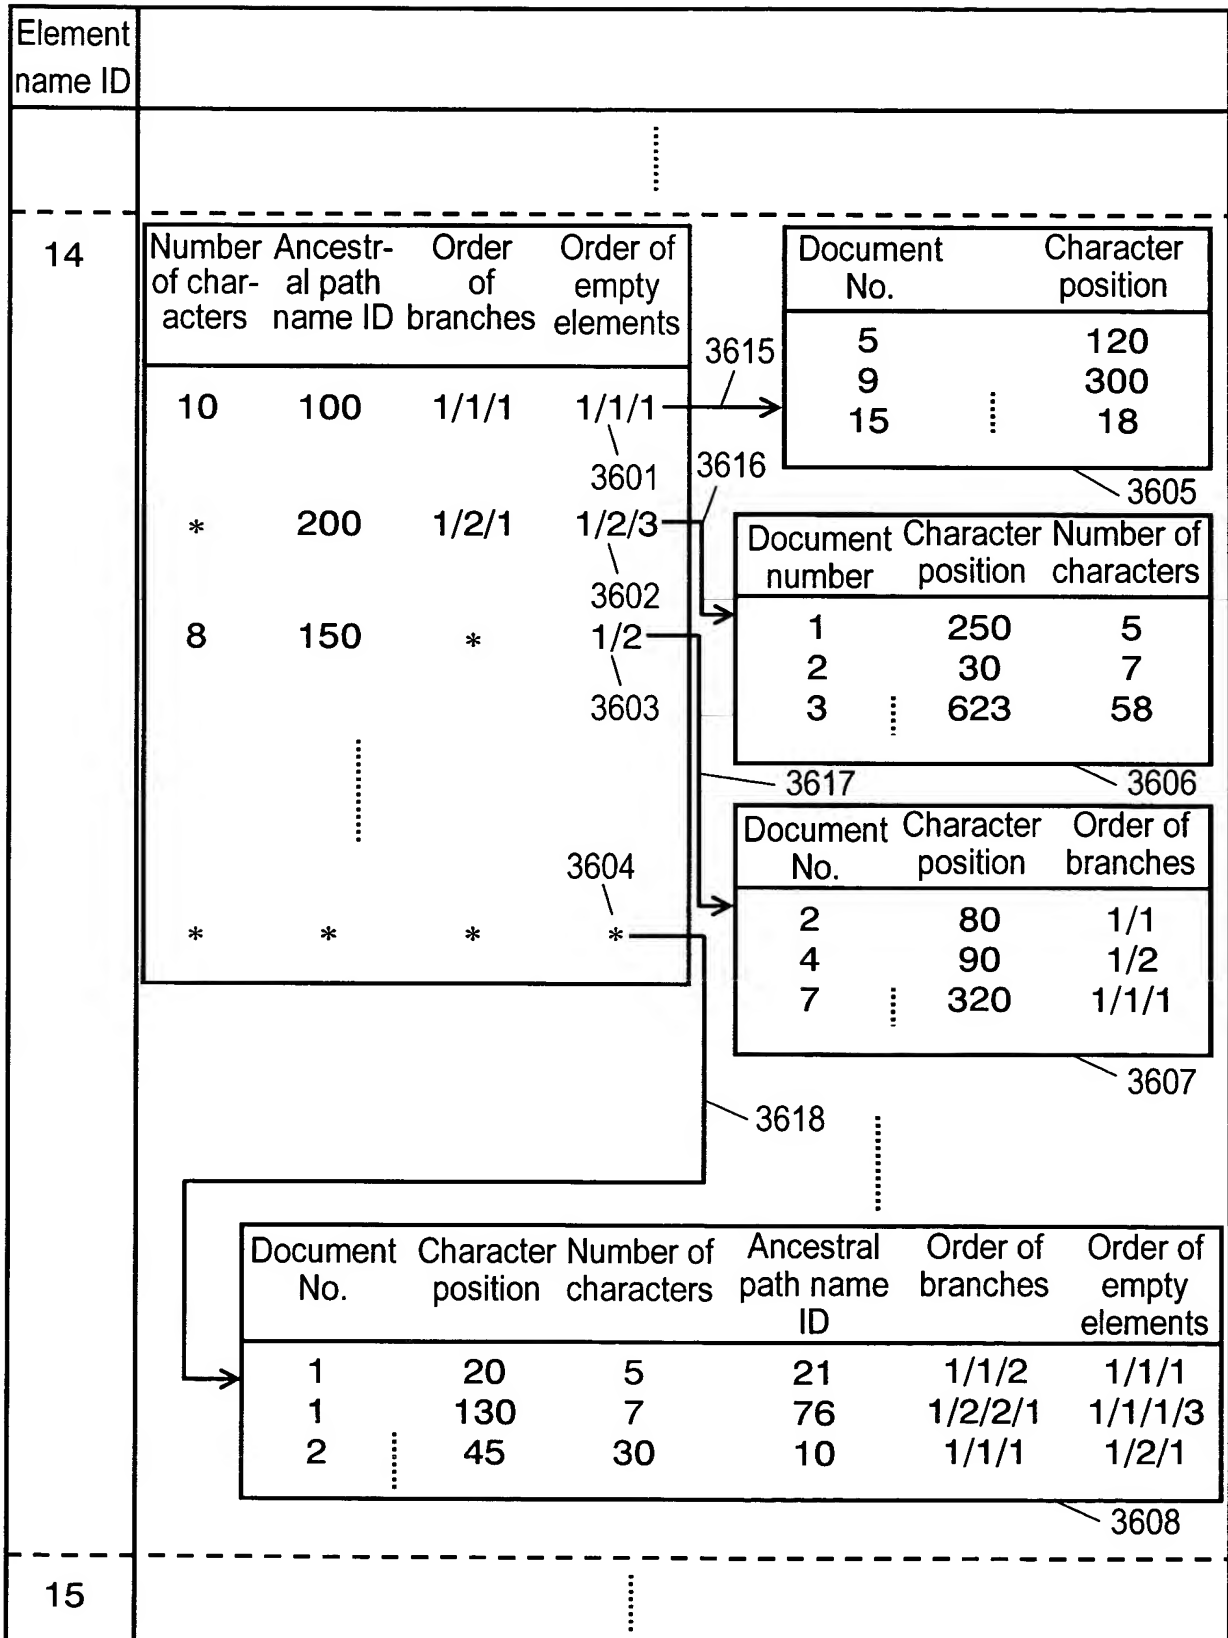 Element
name ID
14
Number Ancestr- Order Order of
of char- al path of empty
acters name ID branches elements
10 100 1/1/1 1/1/1
3601
* 200 1/2/1 1/2/3
3602
8 150 * 1/2
3603
3604
* * * *
3615
Document Character
No. position
5 120
9 300
15 18
3605
3616
Document Character Number of
number position characters
1 250 5
2 30 7
3 623 58
3606
3617
Document Character Order of
No. position branches
2 80 1/1
4 90 1/2
7 320 1/1/1
3607
3618
Document Character Number of Ancestral Order of Order of
No. position characters path name branches empty
ID elements
1 20 5 21 1/1/2 1/1/1
1 130 7 76 1/2/2/1 1/1/1/3
2 45 30 10 1/1/1 1/2/1
3608
15